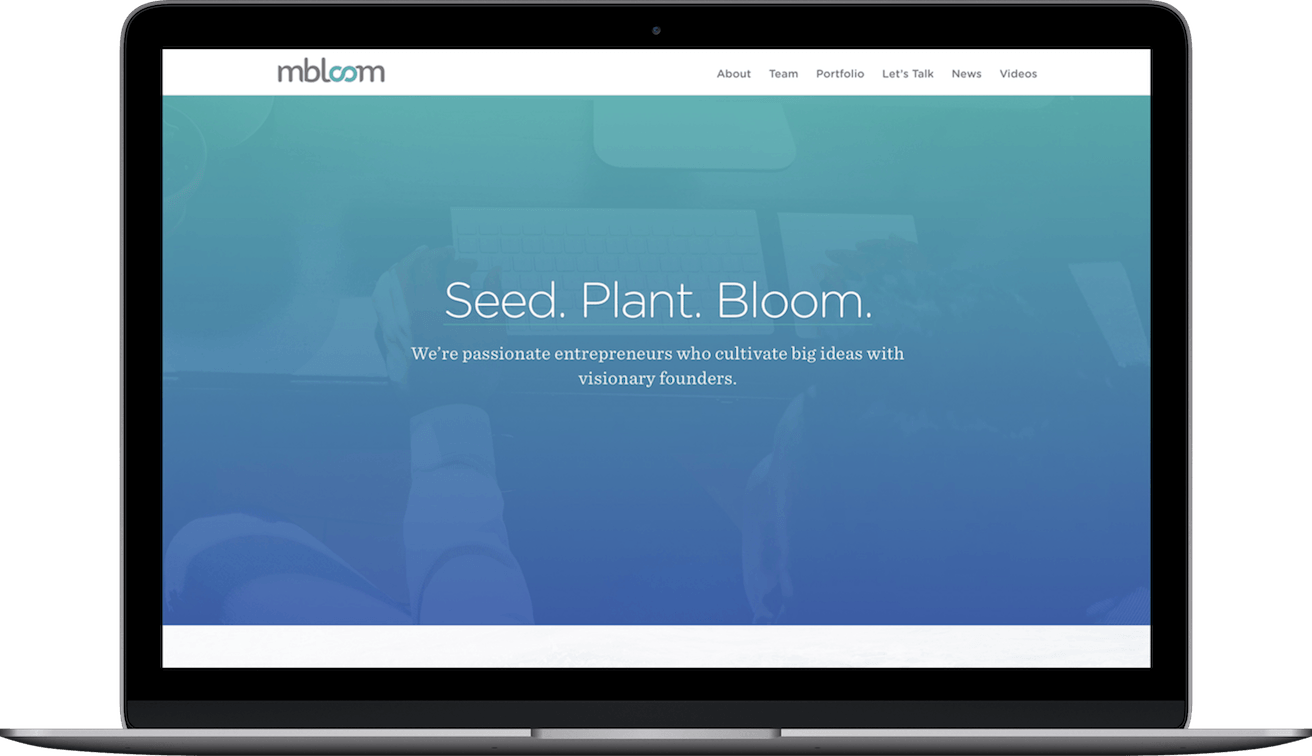 mbloom
About Team Portfolio Let's Talk News Videos
Seed. Plant. Bloom.
We're passionate entrepreneurs who cultivate big ideas with
visionary founders.